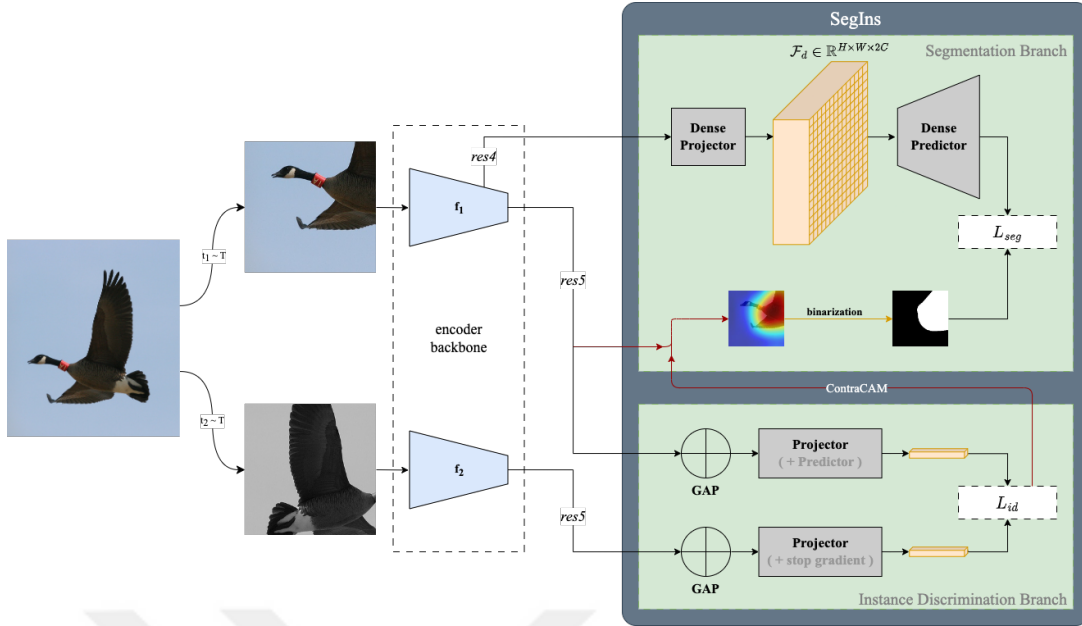 SegIns
Segmentation Branch
𝓕_d ∈ ℝ^{H×W×2C}
Dense
Projector
Dense
Predictor
res4
f₁
t₁ ~ T
L_seg
res5
binarization
encoder
backbone
ContraCAM
t₂ ~ T
f₂
res5
GAP
Projector
( + Predictor )
L_id
GAP
Projector
( + stop gradient )
Instance Discrimination Branch